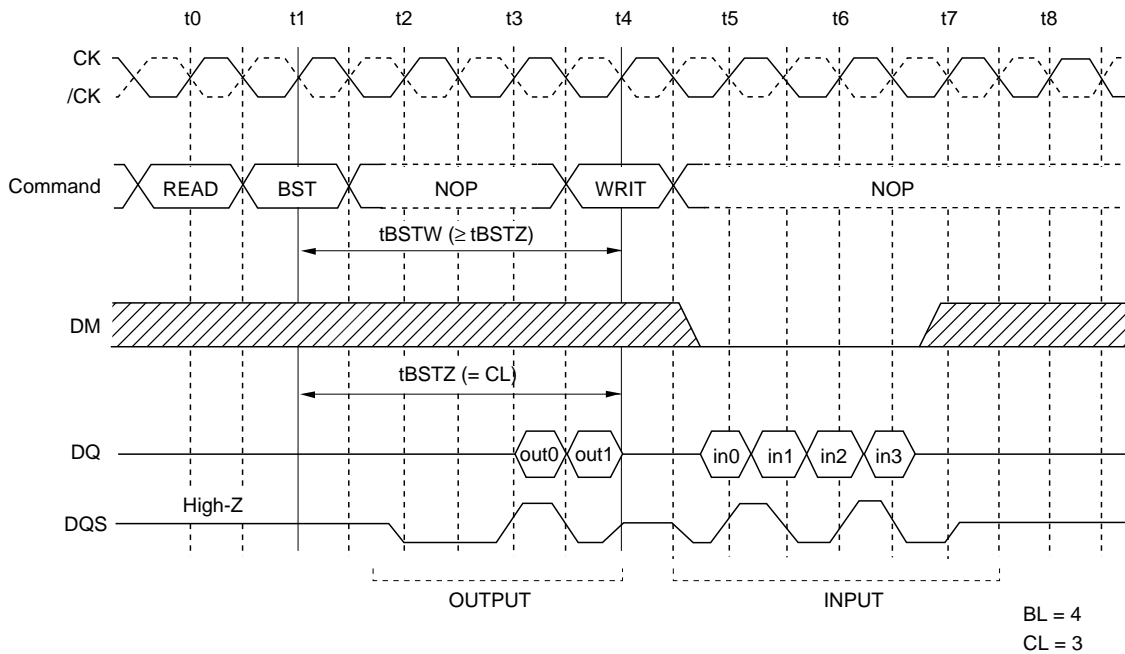 t0 t1 t2 t3 t4 t5 t6 t7 t8
CK
/CK
Command READ BST NOP WRIT NOP
tBSTW (≥ tBSTZ)
DM
tBSTZ (= CL)
DQ out0 out1 in0 in1 in2 in3
High-Z
DQS
OUTPUT INPUT
BL = 4
CL = 3